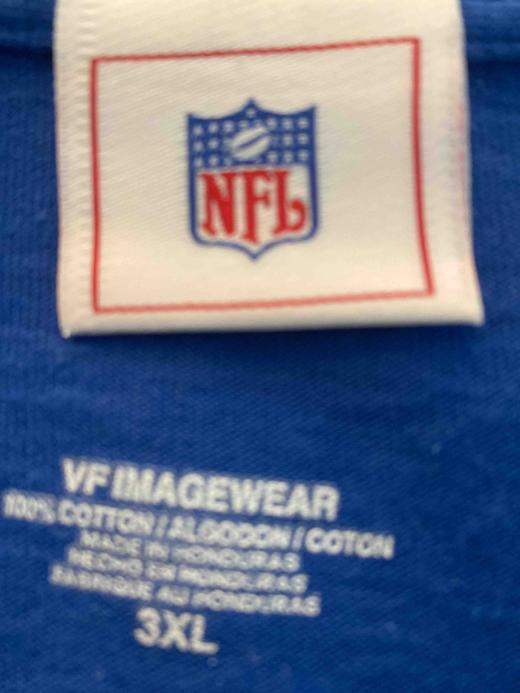 NFL
VF IMAGEWEAR
100% COTTON / ALGODON / COTON
MADE IN HONDURAS
HECHO EN HONDURAS
FABRIQUE AU HONDURAS
3XL